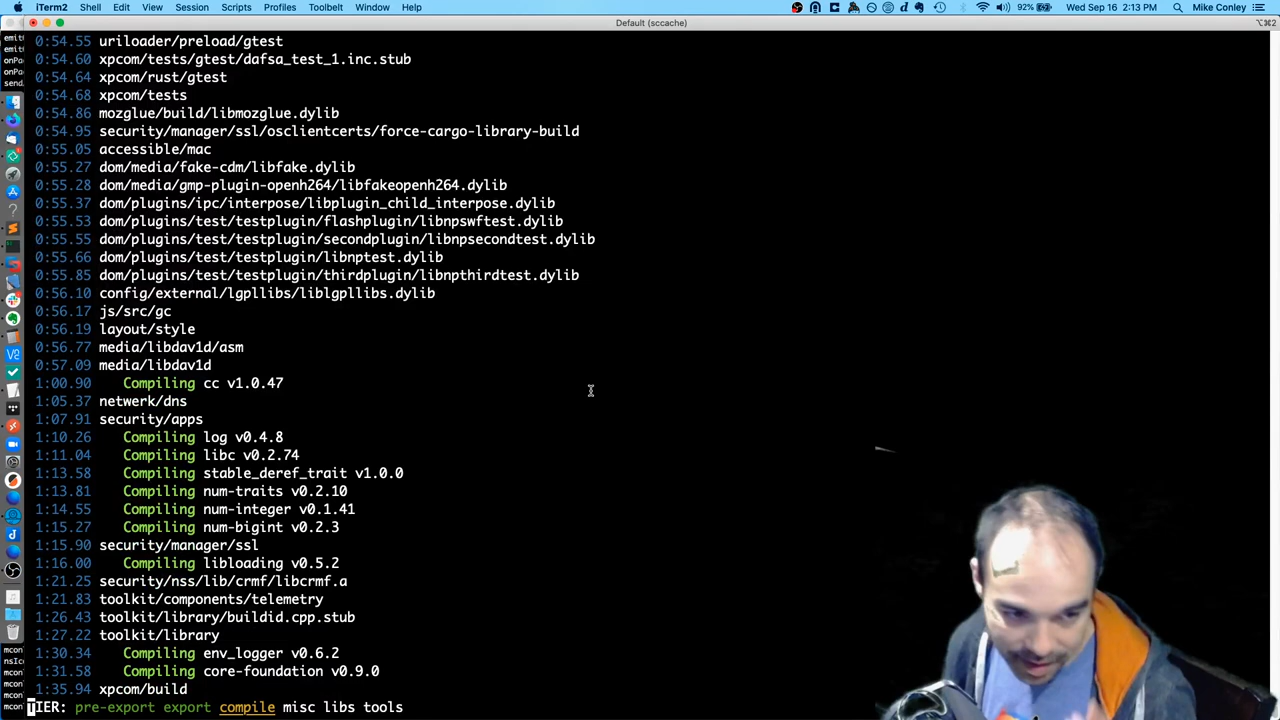 iTerm2 Shell Edit View Session Scripts Profiles Toolbelt Window Help 92% Wed Sep 16 2:13 PM Mike Conley
Default (sccache) ⌥⌘2
0:54.55 uriloader/preload/gtest
0:54.60 xpcom/tests/gtest/dafsa_test_1.inc.stub
0:54.64 xpcom/rust/gtest
0:54.68 xpcom/tests
0:54.86 mozglue/build/libmozglue.dylib
0:54.95 security/manager/ssl/osclientcerts/force-cargo-library-build
0:55.05 accessible/mac
0:55.27 dom/media/fake-cdm/libfake.dylib
0:55.28 dom/media/gmp-plugin-openh264/libfakeopenh264.dylib
0:55.37 dom/plugins/ipc/interpose/libplugin_child_interpose.dylib
0:55.53 dom/plugins/test/testplugin/flashplugin/libnpswftest.dylib
0:55.55 dom/plugins/test/testplugin/secondplugin/libnpsecondtest.dylib
0:55.66 dom/plugins/test/testplugin/libnptest.dylib
0:55.85 dom/plugins/test/testplugin/thirdplugin/libnpthirdtest.dylib
0:56.10 config/external/lgpllibs/liblgpllibs.dylib
0:56.17 js/src/gc
0:56.19 layout/style
0:56.77 media/libdav1d/asm
0:57.09 media/libdav1d
1:00.90 Compiling cc v1.0.47
1:05.37 netwerk/dns
1:07.91 security/apps
1:10.26 Compiling log v0.4.8
1:11.04 Compiling libc v0.2.74
1:13.58 Compiling stable_deref_trait v1.0.0
1:13.81 Compiling num-traits v0.2.10
1:14.55 Compiling num-integer v0.1.41
1:15.27 Compiling num-bigint v0.2.3
1:15.90 security/manager/ssl
1:16.00 Compiling libloading v0.5.2
1:21.25 security/nss/lib/crmf/libcrmf.a
1:21.83 toolkit/components/telemetry
1:26.43 toolkit/library/buildid.cpp.stub
1:27.22 toolkit/library
1:30.34 Compiling env_logger v0.6.2
1:31.58 Compiling core-foundation v0.9.0
1:35.94 xpcom/build
TIER: pre-export export compile misc libs tools